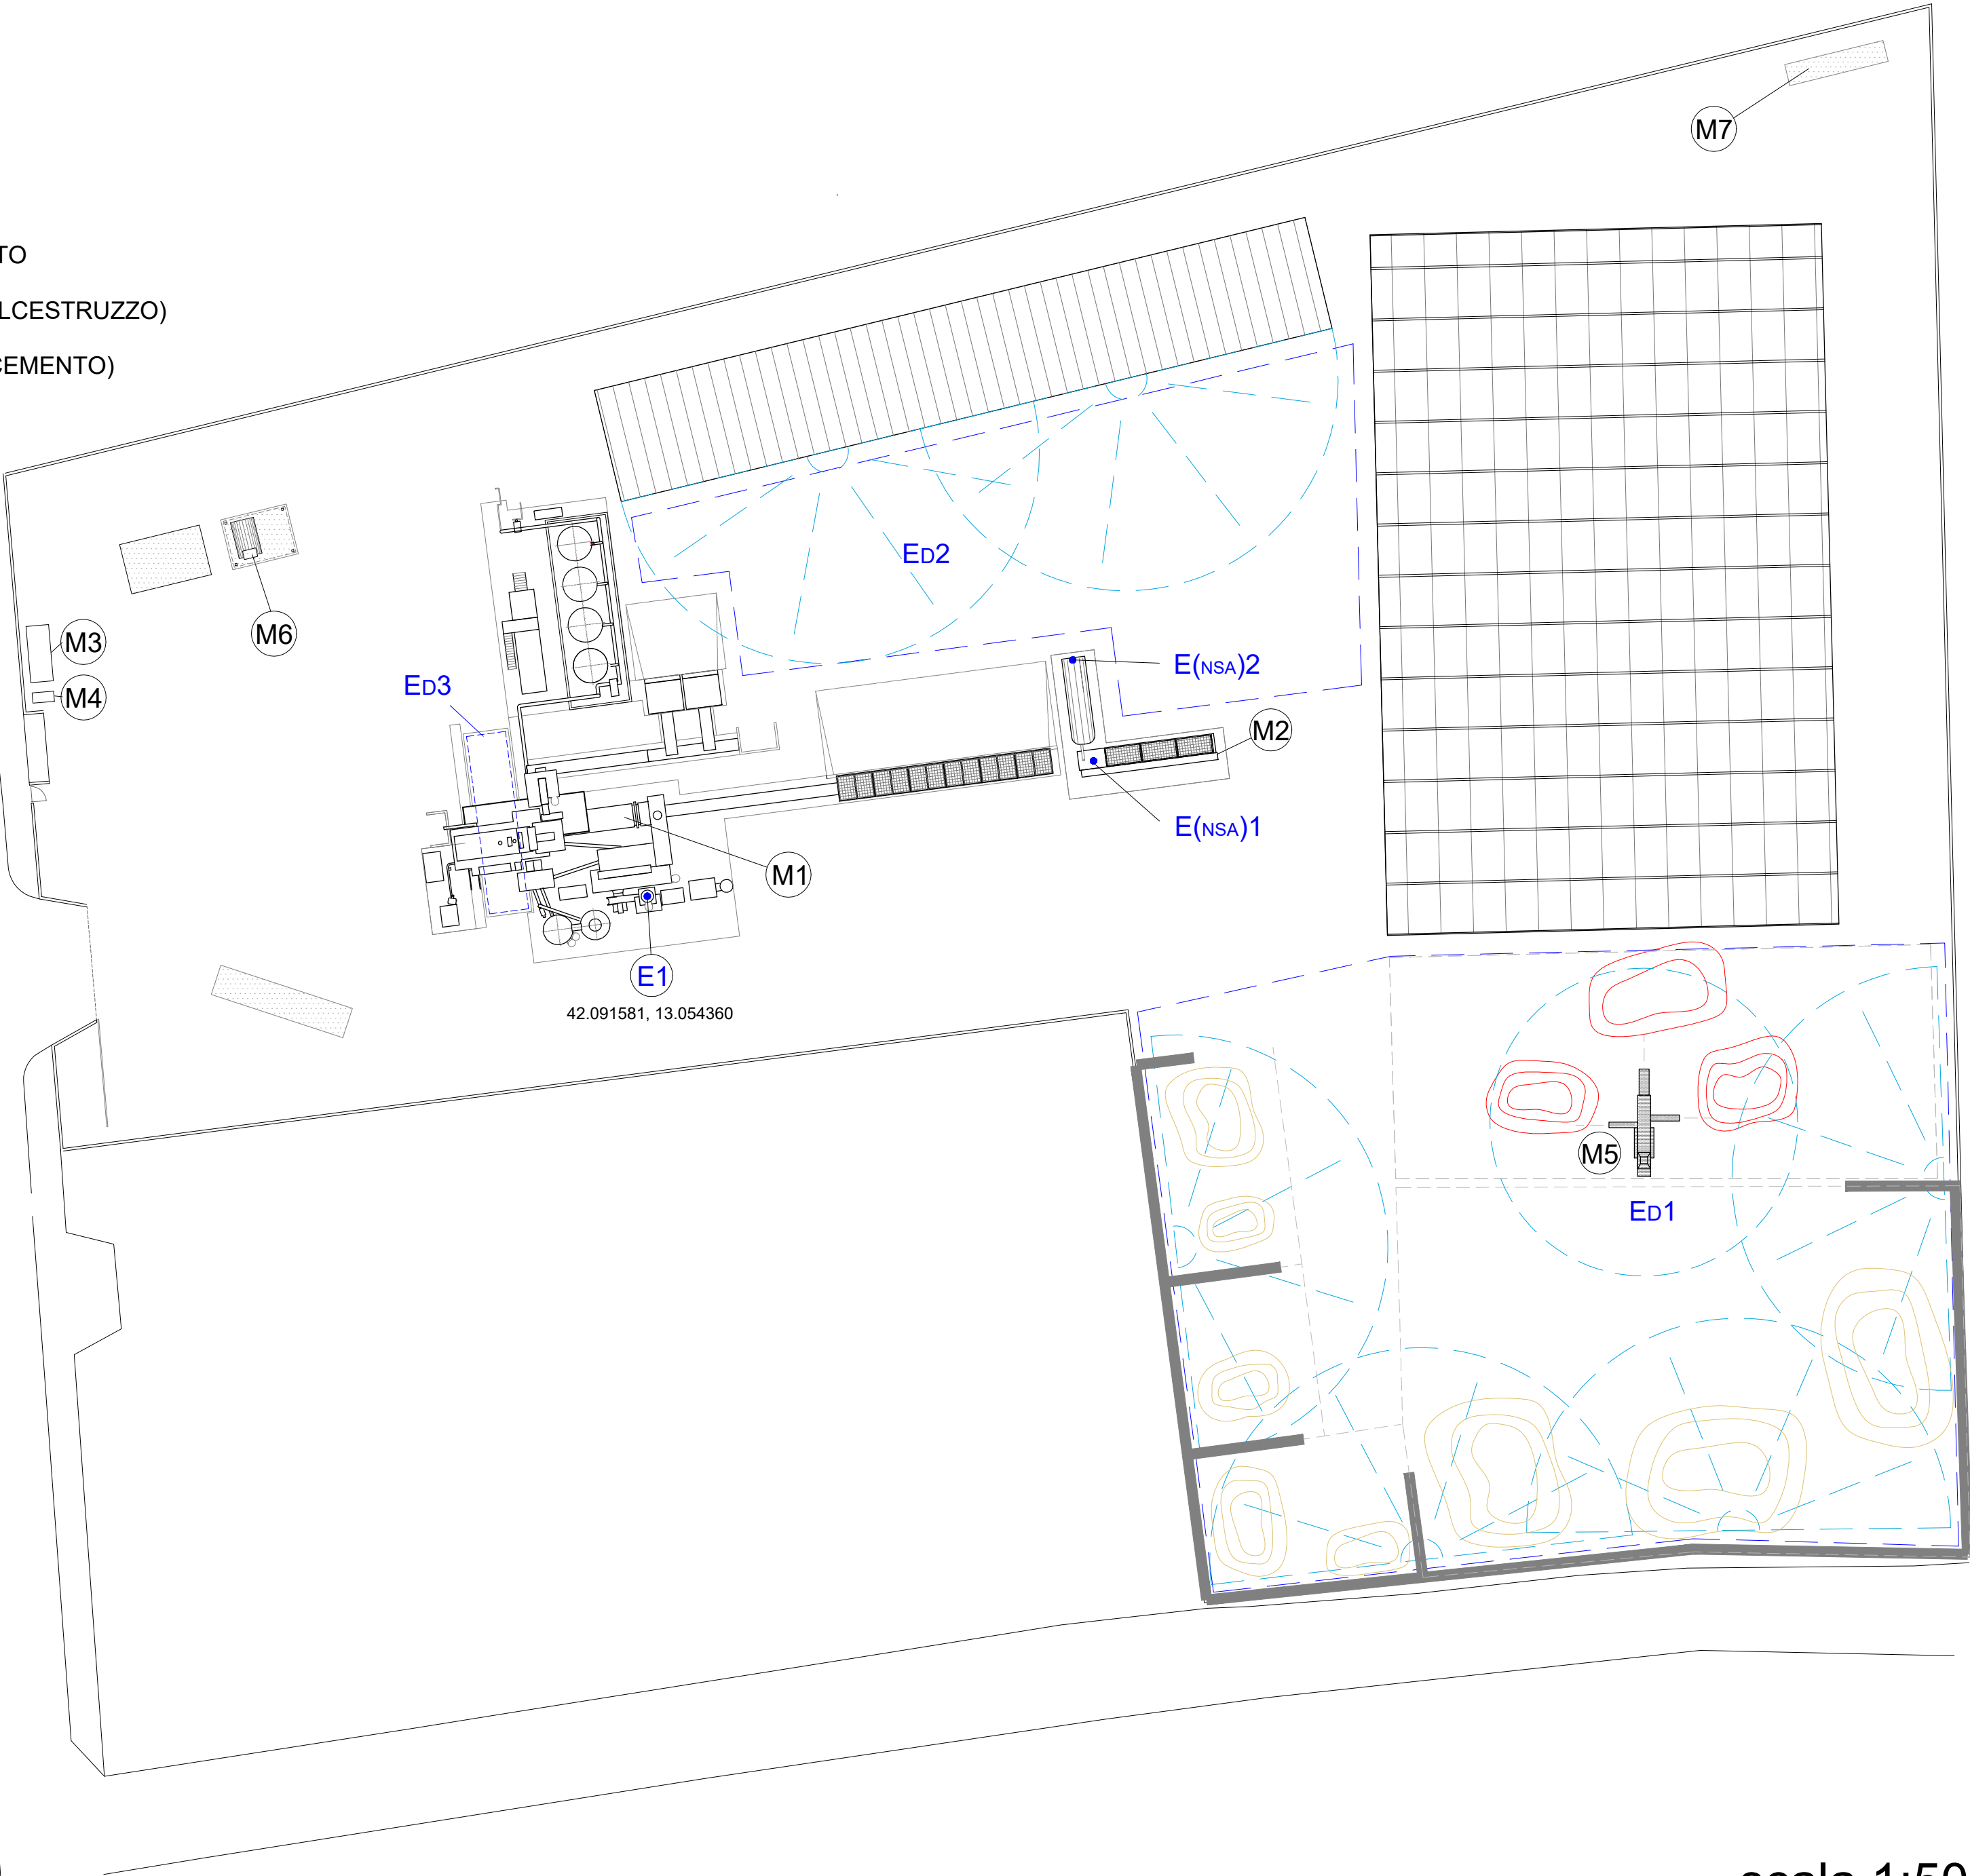 M7
TO
LCESTRUZZO)
CEMENTO)
ED2
M6
M3
M4
ED3
E(NSA)2
M2
E(NSA)1
M1
E1
42.091581, 13.054360
M5
ED1